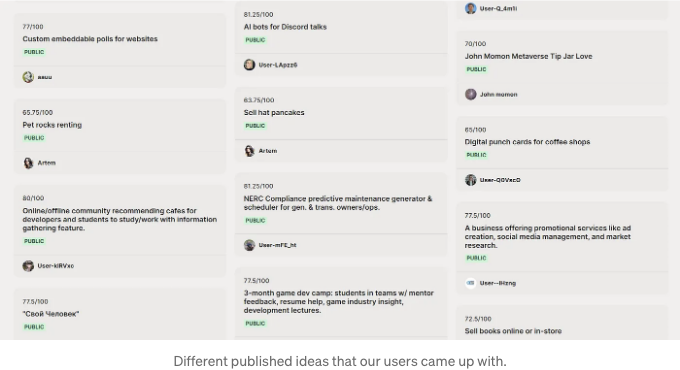 77/100
Custom embeddable polls for websites
PUBLIC
65.75/100
Pet rocks renting
PUBLIC
Artem
80/100
Online/offline community recommending cafes for
developers and students to study/work with information
gathering feature.
PUBLIC
User-kIRVxc
77.5/100
"Свой Человек"
PUBLIC
81.25/100
AI bots for Discord talks
PUBLIC
63.75/100
Sell hat pancakes
PUBLIC
Artem
81.25/100
NERC Compliance predictive maintenance generator &
scheduler for gen. & trans. owners/ops.
PUBLIC
User-mFE_ht
77.5/100
3-month game dev camp: students in teams w/ mentor
feedback, resume help, game industry insight,
development lectures.
PUBLIC
User-Q_4m1i
70/100
John Momon Metaverse Tip Jar Love
PUBLIC
John momon
65/100
Digital punch cards for coffee shops
PUBLIC
77.5/100
A business offering promotional services like ad
creation, social media management, and market
research.
PUBLIC
72.5/100
Sell books online or in-store
Different published ideas that our users came up with.